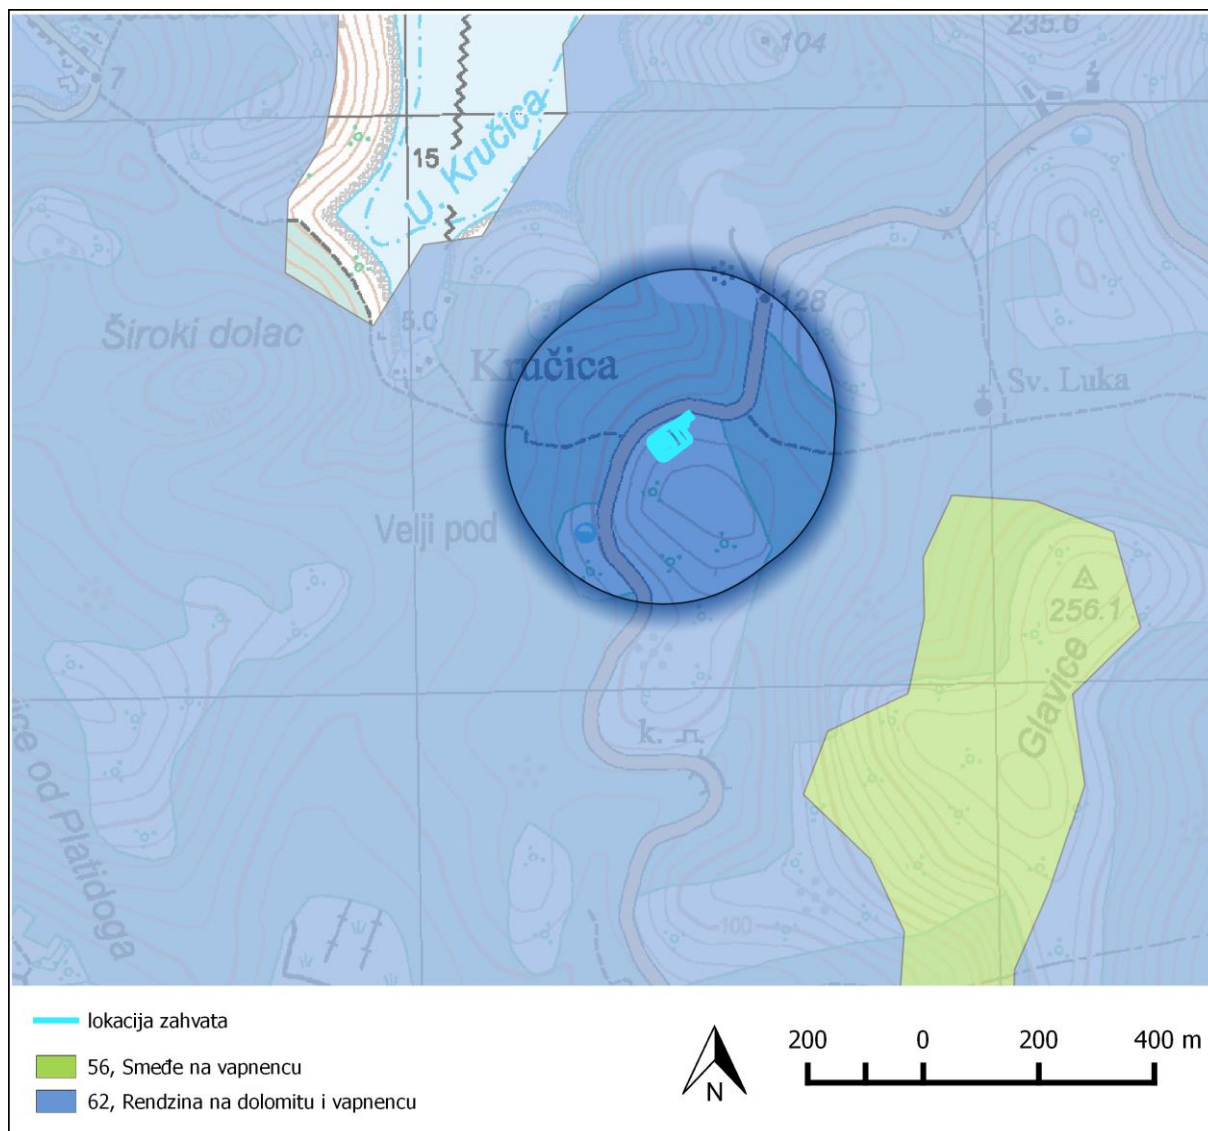 7
104
235.6
15
U. Kručica
128
Široki dolac
5.0
Kručica
Sv. Luka
Velji pod
256.1
Glavice
k.
od Platidoga
100
lokacija zahvata
56, Smeđe na vapnencu
62, Rendzina na dolomitu i vapnencu
N
200 0 200 400 m